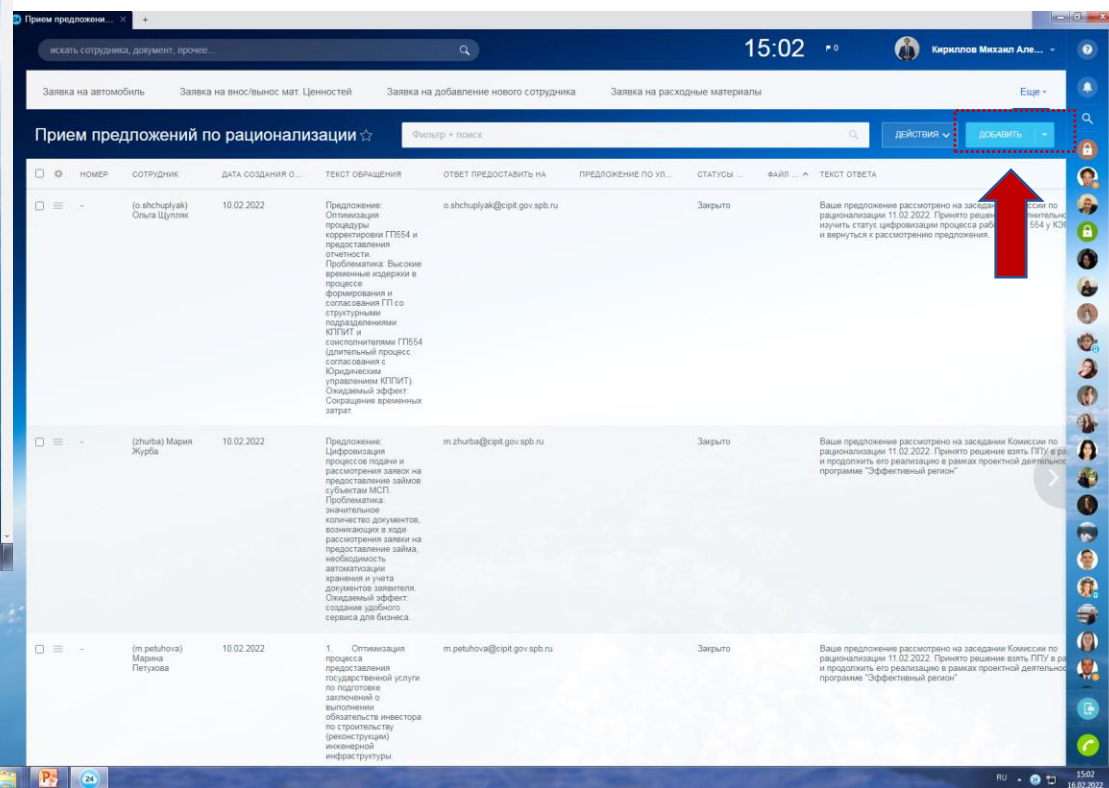 Прием предложени...
искать сотрудника, документ, прочее...
15:02
0
Кириллов Михаил Але...
Заявка на автомобиль
Заявка на внос/вынос мат. Ценностей
Заявка на добавление нового сотрудника
Заявка на расходные материалы
Еще
Прием предложений по рационализации
Фильтр + поиск
ДЕЙСТВИЯ
ДОБАВИТЬ
НОМЕР
СОТРУДНИК
ДАТА СОЗДАНИЯ О...
ТЕКСТ ОБРАЩЕНИЯ
ОТВЕТ ПРЕДОСТАВИТЬ НА
ПРЕДЛОЖЕНИЕ ПО УЛ...
СТАТУСЫ ...
ФАЙЛ ...
ТЕКСТ ОТВЕТА
-
(o.shchuplyak)
Ольга Щупляк
10.02.2022
Предложение:
Оптимизация
процедуры
корректировки ГП554 и
предоставления
отчетности.
Проблематика: Высокие
временные издержки в
процессе
формирования и
согласования ГП со
структурными
подразделениями
КППИТ и
соисполнителями ГП554
(длительный процесс
согласования с
Юридическим
управлением КППИТ).
Ожидаемый эффект:
Сокращение временных
затрат.
o.shchuplyak@cipit.gov.spb.ru
Закрыто
Ваше предложение рассмотрено на заседан
ссии по
рационализации 11.02.2022. Принято решен
изучить статус цифровизации процесса раб
554 у
и вернуться к рассмотрению предложения.
-
(zhurba) Мария
Журба
10.02.2022
Предложение:
Цифровизация
процессов подачи и
рассмотрения заявок на
предоставление займов
субъектам МСП.
Проблематика:
значительное
количество документов,
возникающих в ходе
рассмотрения заявки на
предоставление займа,
необходимость
автоматизации
хранения и учета
документов заявителя.
Ожидаемый эффект:
создание удобного
сервиса для бизнеса.
m.zhurba@cipit.gov.spb.ru
Закрыто
Ваше предложение рассмотрено на заседании Комиссии по
рационализации 11.02.2022. Принято решение взять ППУ в ра
и продолжить его реализацию в рамках проектной деятельнос
программе "Эффективный регион"
-
(m.petuhova)
Марина
Петухова
10.02.2022
1. Оптимизация
процесса
предоставления
государственной услуги
по подготовке
заключений о
выполнении
обязательств инвестора
по строительству
(реконструкции)
инженерной
инфраструктуры.
m.petuhova@cipit.gov.spb.ru
Закрыто
Ваше предложение рассмотрено на заседании Комиссии по
рационализации 11.02.2022. Принято решение взять ППУ в ра
и продолжить его реализацию в рамках проектной деятельнос
программе "Эффективный регион"
24
RU
15:02
16.02.2022